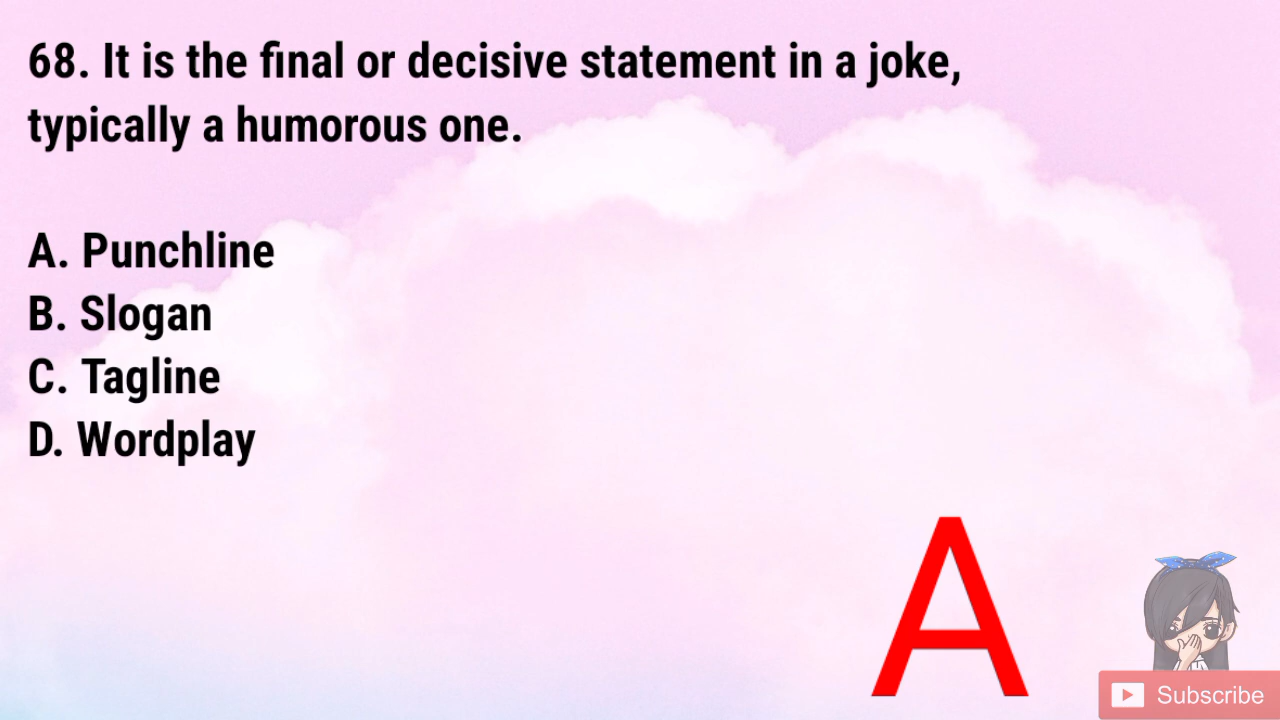 68. It is the final or decisive statement in a joke,
typically a humorous one.
A. Punchline
B. Slogan
C. Tagline
D. Wordplay
A
Subscribe